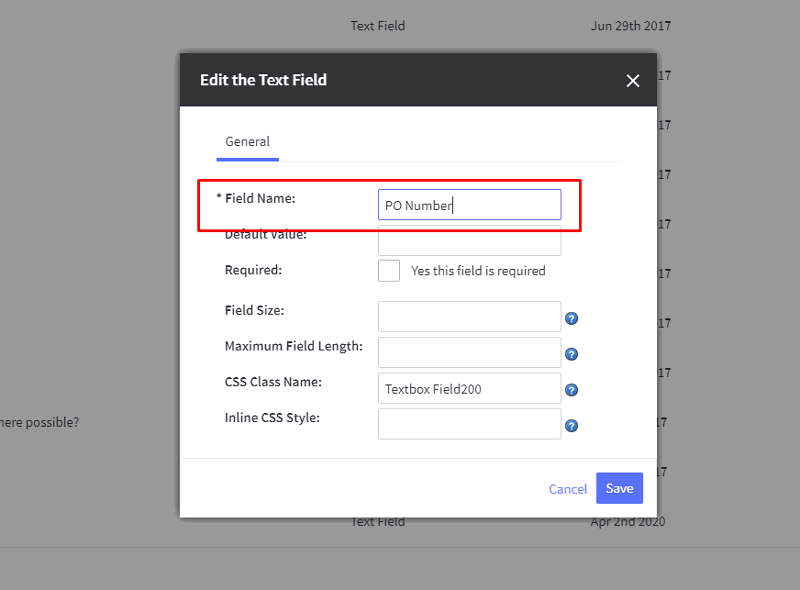 Text Field Jun 29th 2017
17
Edit the Text Field
17
General
17
* Field Name: PO Number
17
Default Value:
Required: Yes this field is required
17
Field Size:
17
Maximum Field Length:
17
CSS Class Name: Textbox Field200
Inline CSS Style:
here possible? 17
17
Cancel Save
Text Field Apr 2nd 2020